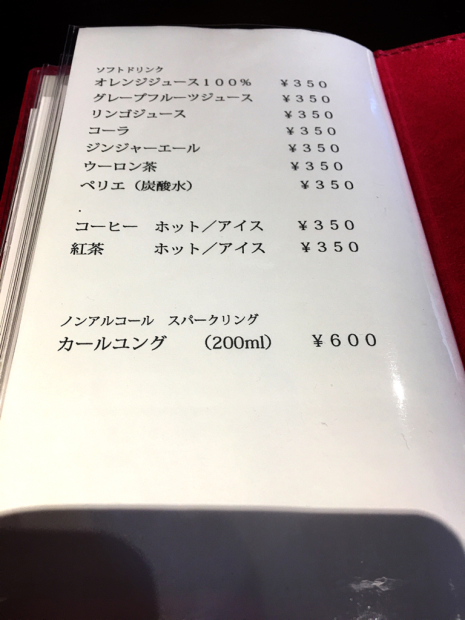 ソフトドリンク
オレンジジュース１００％　￥３５０
グレープフルーツジュース　￥３５０
リンゴジュース　￥３５０
コーラ　￥３５０
ジンジャーエール　￥３５０
ウーロン茶　￥３５０
ペリエ（炭酸水）　￥３５０
コーヒー　ホット／アイス　￥３５０
紅茶　ホット／アイス　￥３５０
ノンアルコール　スパークリング
カールユング　（200ml）　￥６００